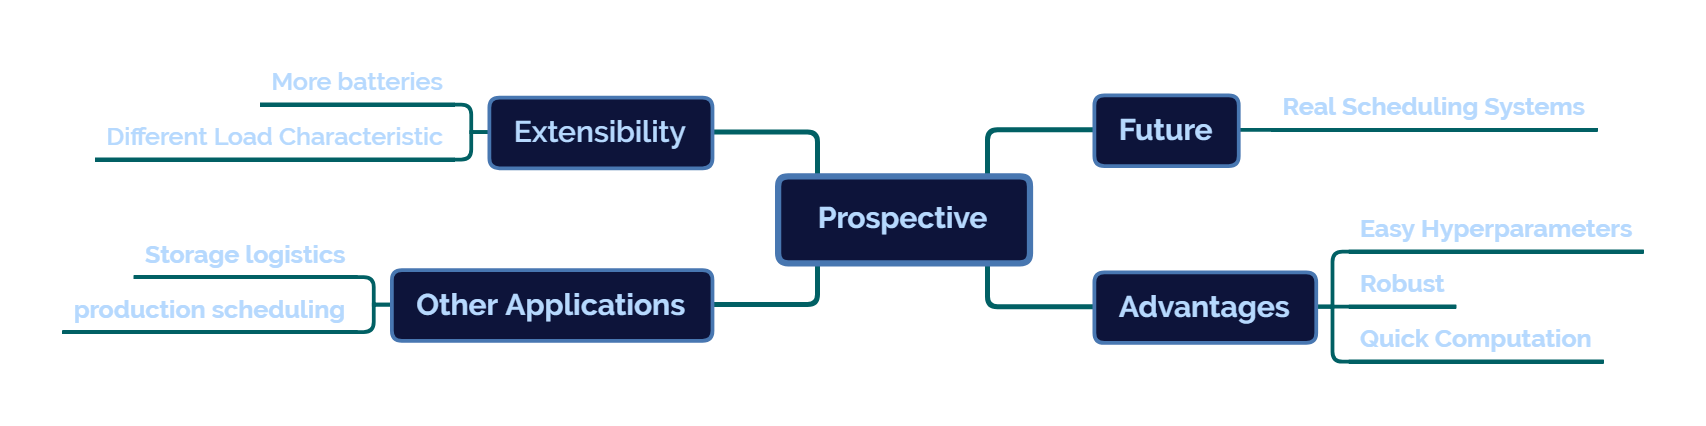 More batteries
Different Load Characteristic
Extensibility
Storage logistics
production scheduling
Other Applications
Prospective
Future
Real Scheduling Systems
Advantages
Easy Hyperparameters
Robust
Quick Computation